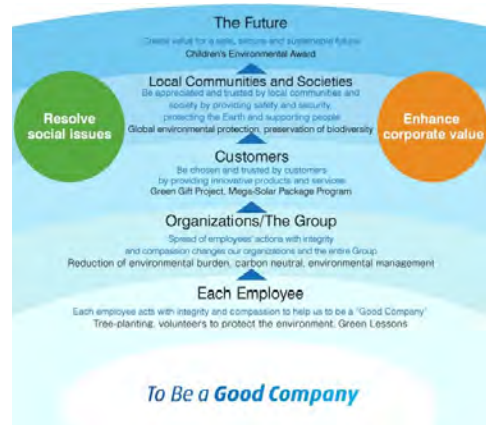 The Future
Create value for a safe, secure and sustainable future
Children's Environmental Award
Local Communities and Societies
Be appreciated and trusted by local communities and
society by providing safety and security,
protecting the Earth and supporting people
Global environmental protection, preservation of biodiversity
Resolve
social issues
Enhance
corporate value
Customers
Be chosen and trusted by customers
by providing innovative products and services
Green Gift Project, Mega-Solar Package Program
Organizations/The Group
Spread of employees' actions with integrity
and compassion changes our organizations and the entire Group
Reduction of environmental burden, carbon neutral, environmental management
Each Employee
Each employee acts with integrity and compassion to help us to be a "Good Company"
Tree-planting, volunteers to protect the environment, Green Lessons
To Be a Good Company